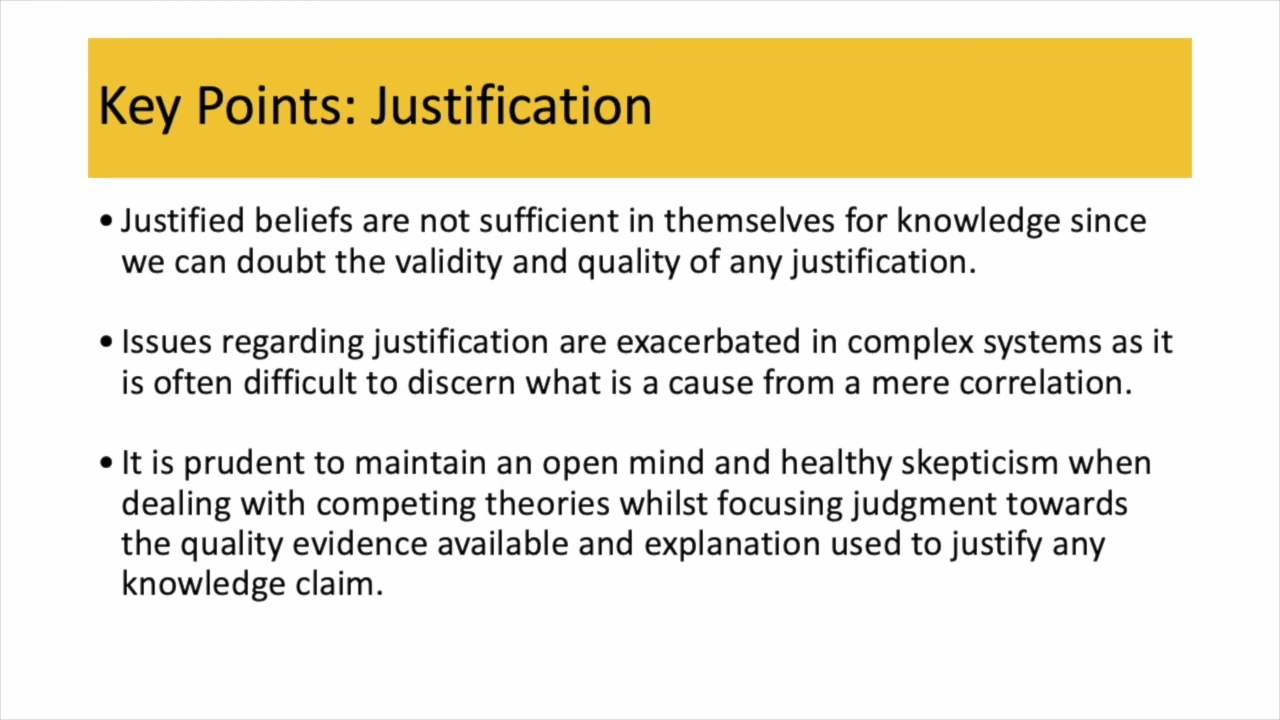 Key Points: Justification
• Justified beliefs are not sufficient in themselves for knowledge since
we can doubt the validity and quality of any justification.
• Issues regarding justification are exacerbated in complex systems as it
is often difficult to discern what is a cause from a mere correlation.
• It is prudent to maintain an open mind and healthy skepticism when
dealing with competing theories whilst focusing judgment towards
the quality evidence available and explanation used to justify any
knowledge claim.